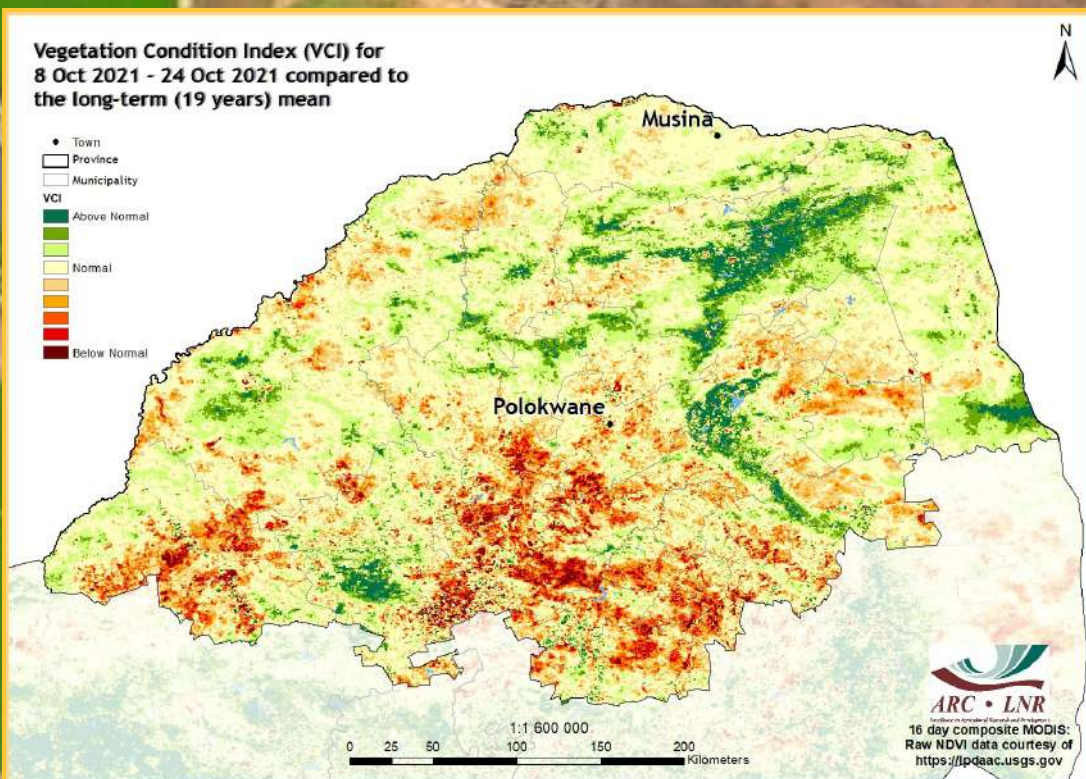 Vegetation Condition Index (VCI) for
8 Oct 2021 - 24 Oct 2021 compared to
the long-term (19 years) mean
N
Town
Province
Municipality
VCI
Above Normal
Normal
Below Normal
Musina
Polokwane
1:1 600 000
0 25 50 100 150 200
Kilometers
ARC • LNR
16 day composite MODIS:
Raw NDVI data courtesy of
https://lpdaac.usgs.gov